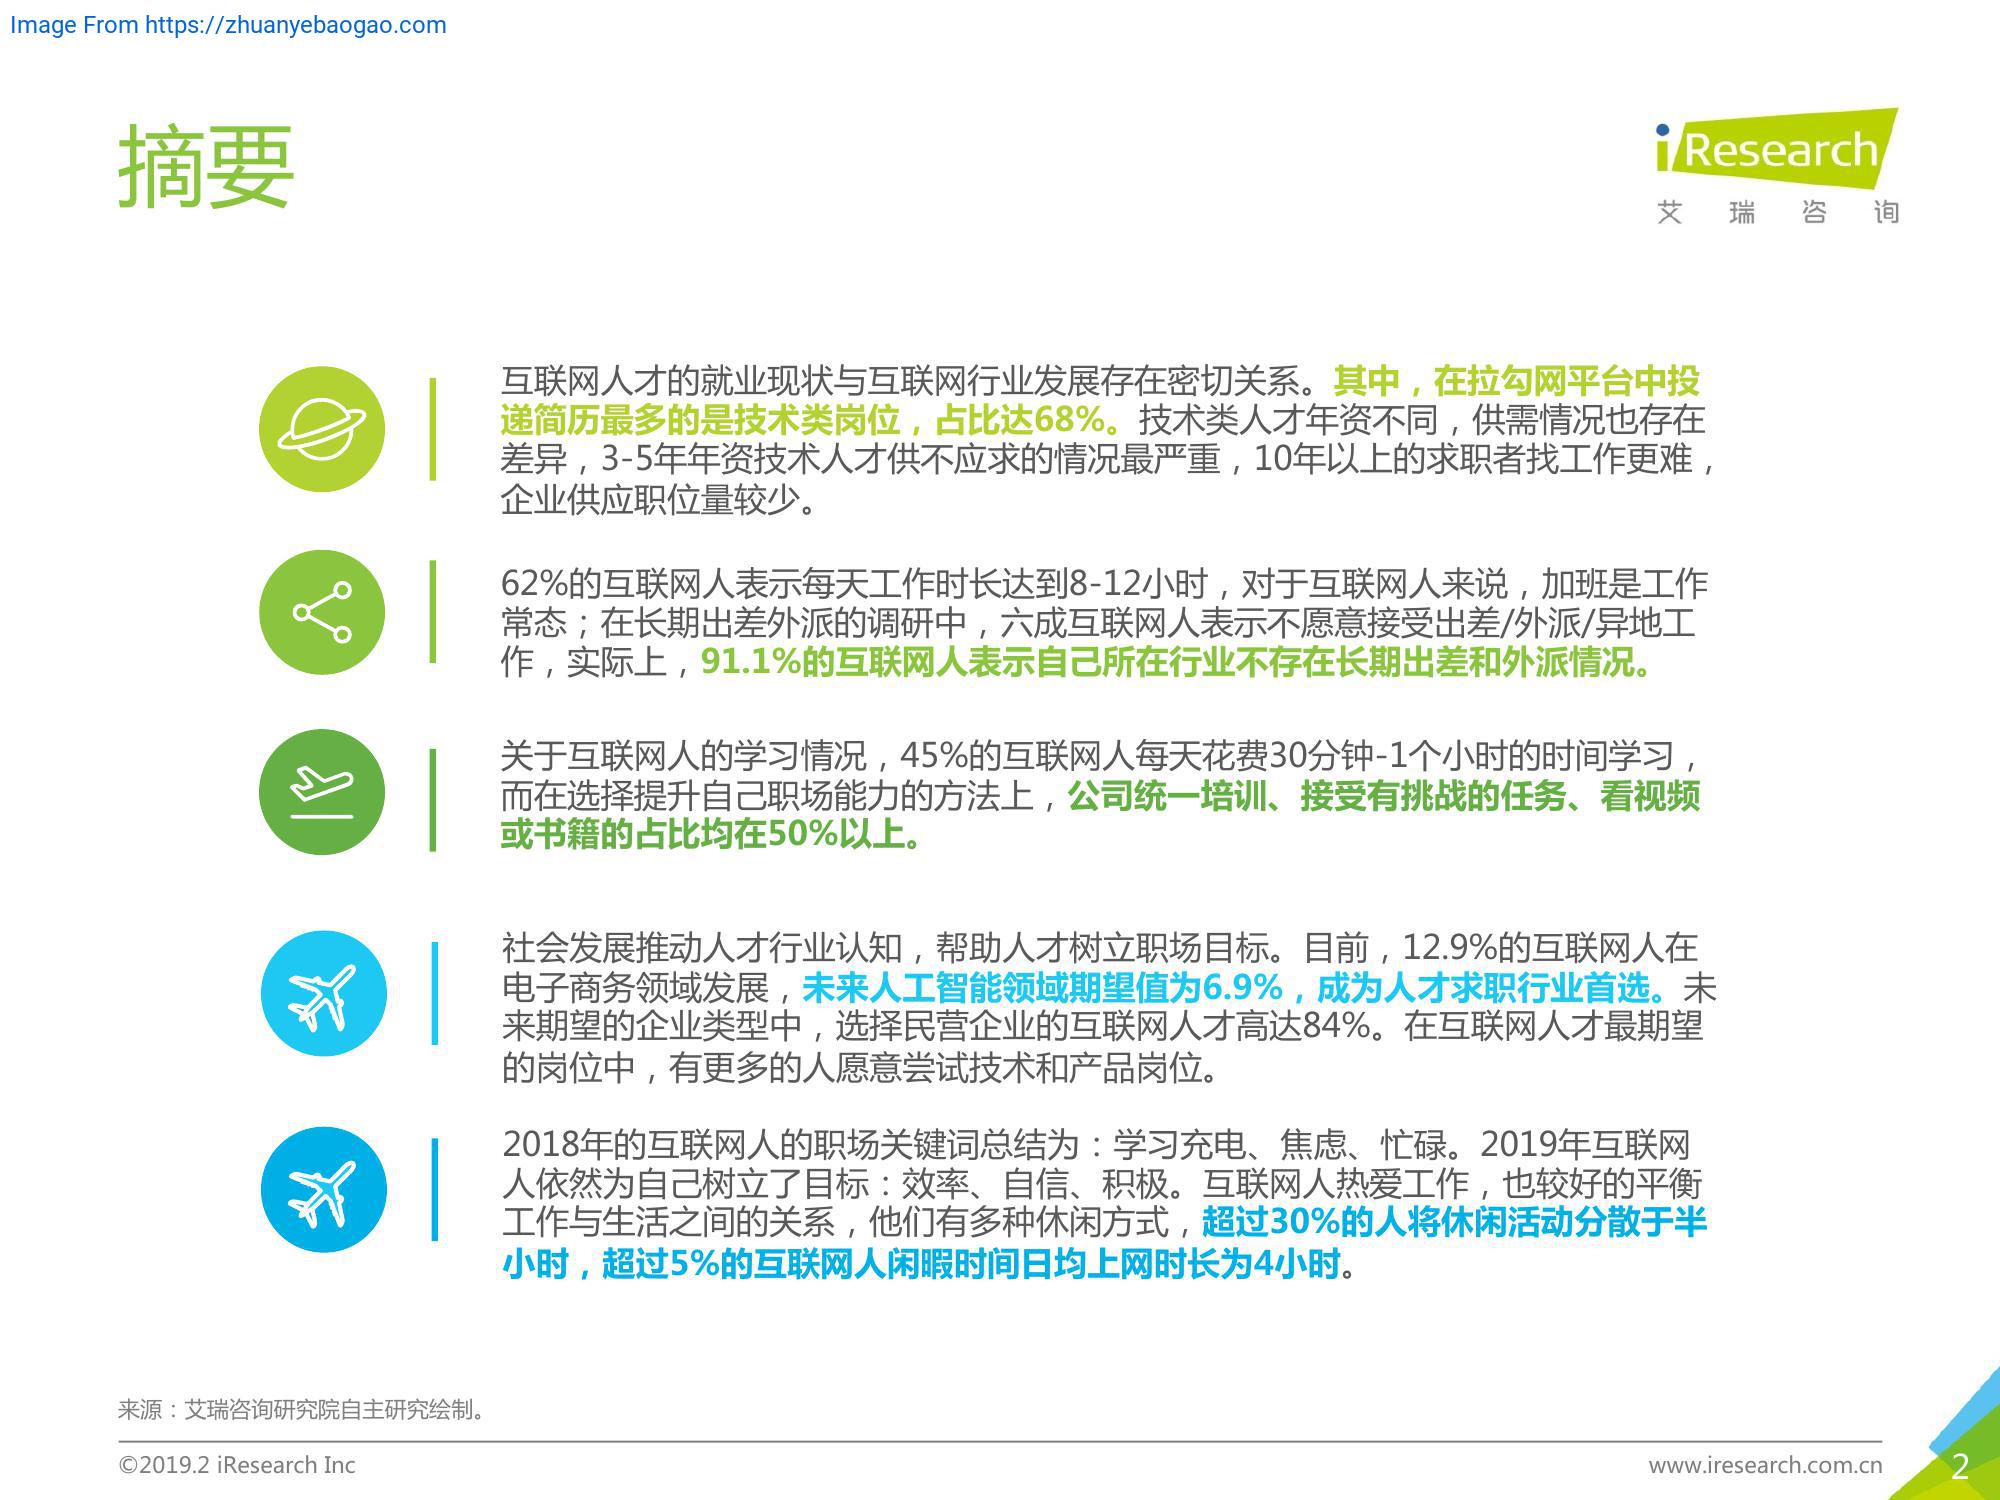 Image From https://zhuanyebaogao.com
摘要
iResearch
艾瑞咨询
互联网人才的就业现状与互联网行业发展存在密切关系。其中，在拉勾网平台中投
递简历最多的是技术类岗位，占比达68%。技术类人才年资不同，供需情况也存在
差异，3-5年年资技术人才供不应求的情况最严重，10年以上的求职者找工作更难，
企业供应职位量较少。
62%的互联网人表示每天工作时长达到8-12小时，对于互联网人来说，加班是工作
常态；在长期出差外派的调研中，六成互联网人表示不愿意接受出差/外派/异地工
作，实际上，91.1%的互联网人表示自己所在行业不存在长期出差和外派情况。
关于互联网人的学习情况，45%的互联网人每天花费30分钟-1个小时的时间学习，
而在选择提升自己职场能力的方法上，公司统一培训、接受有挑战的任务、看视频
或书籍的占比均在50%以上。
社会发展推动人才行业认知，帮助人才树立职场目标。目前，12.9%的互联网人在
电子商务领域发展，未来人工智能领域期望值为6.9%，成为人才求职行业首选。未
来期望的企业类型中，选择民营企业的互联网人才高达84%。在互联网人才最期望
的岗位中，有更多的人愿意尝试技术和产品岗位。
2018年的互联网人的职场关键词总结为：学习充电、焦虑、忙碌。2019年互联网
人依然为自己树立了目标：效率、自信、积极。互联网人热爱工作，也较好的平衡
工作与生活之间的关系，他们有多种休闲方式，超过30%的人将休闲活动分散于半
小时，超过5%的互联网人闲暇时间日均上网时长为4小时。
来源：艾瑞咨询研究院自主研究绘制。
©2019.2 iResearch Inc
www.iresearch.com.cn
2